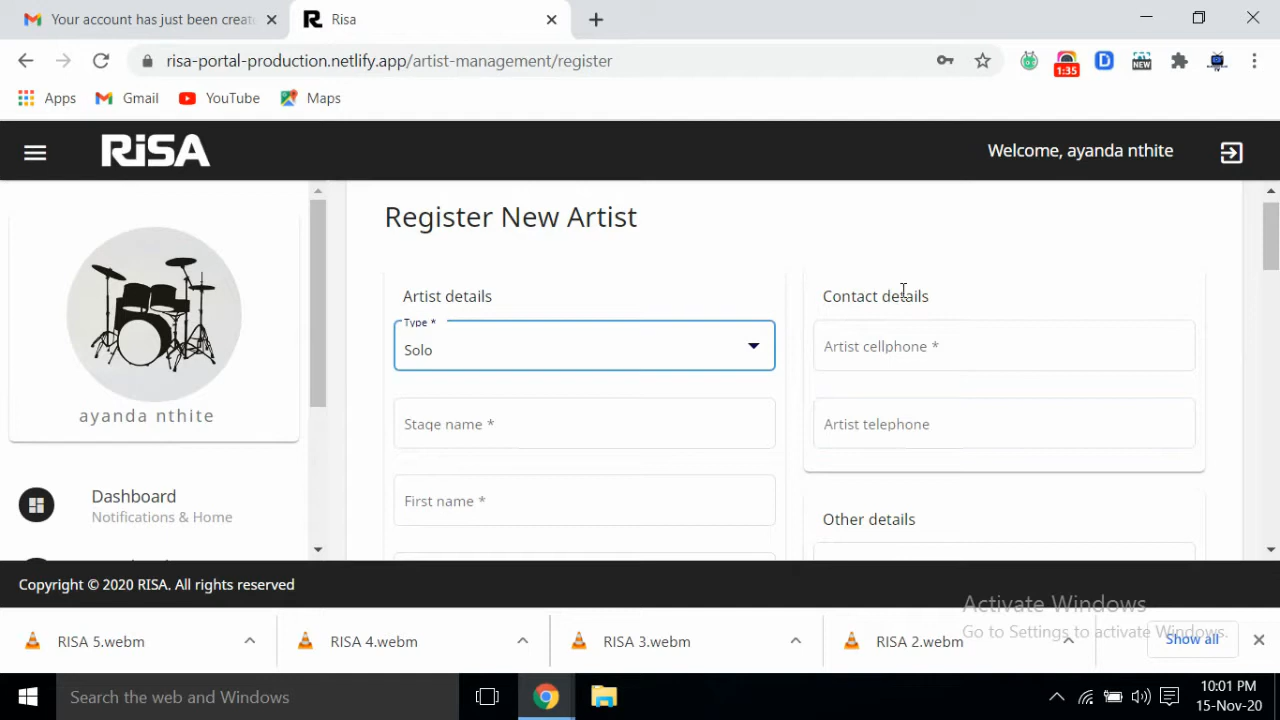 Your account has just been creat
Risa
risa-portal-production.netlify.app/artist-management/register
1:35
D
NEW
Apps
Gmail
YouTube
Maps
RiSA
Welcome, ayanda nthite
Register New Artist
ayanda nthite
Dashboard
Notifications & Home
Artist details
Type *
Solo
Stage name *
First name *
Contact details
Artist cellphone *
Artist telephone
Other details
Copyright © 2020 RISA. All rights reserved
Activate Windows
Go to Settings to activate Windows.
RISA 5.webm
RISA 4.webm
RISA 3.webm
RISA 2.webm
Show all
Search the web and Windows
10:01 PM
15-Nov-20